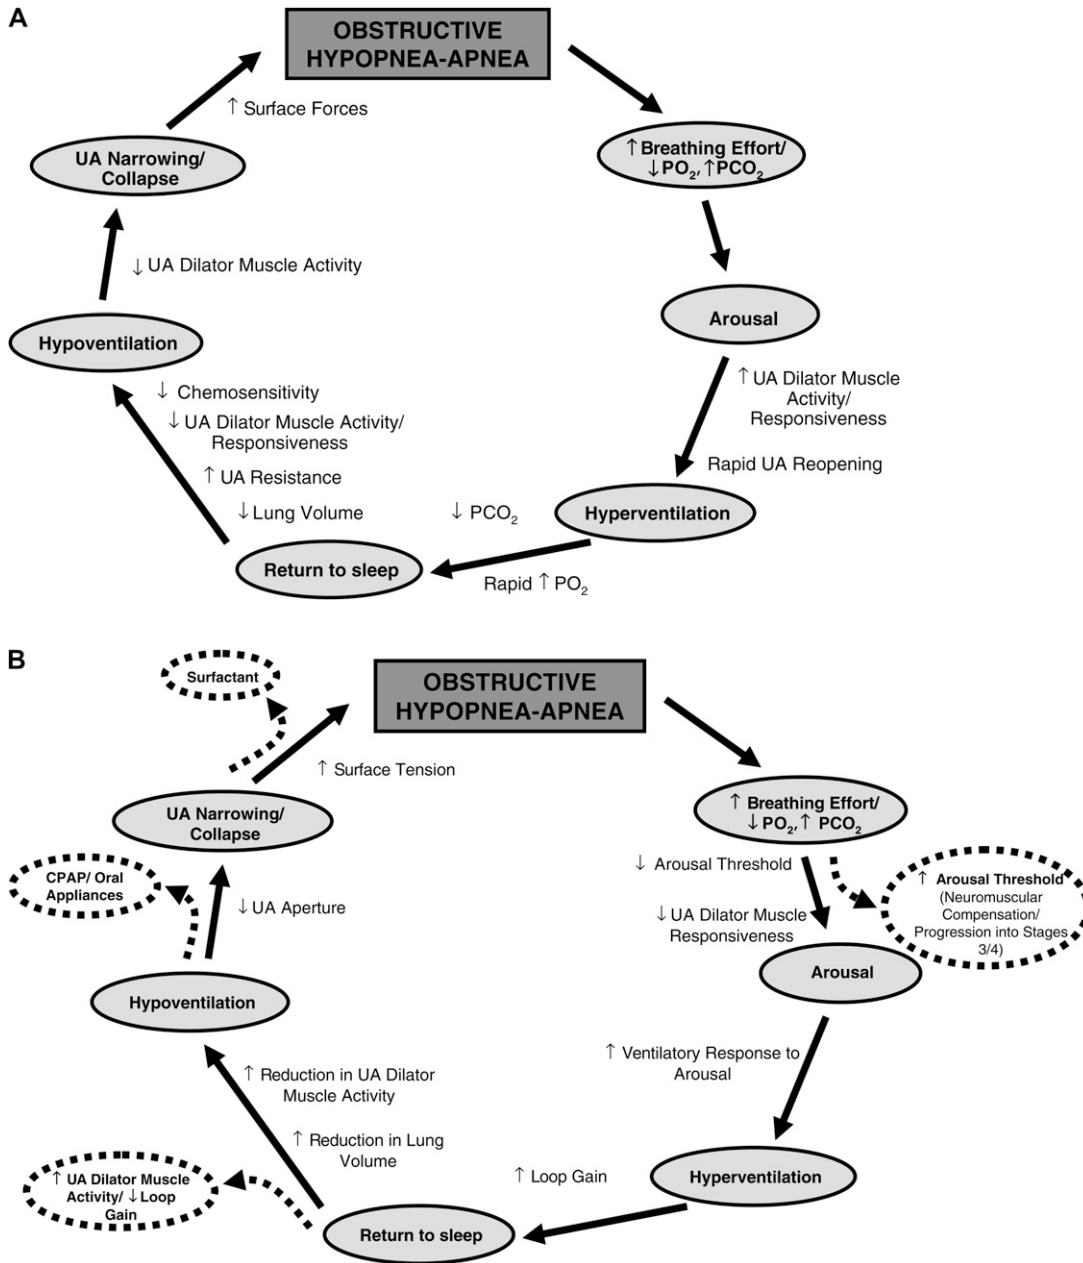 A
OBSTRUCTIVE
HYPOPNEA-APNEA
↑ Surface Forces
UA Narrowing/
Collapse
↑ Breathing Effort/
↓PO₂, ↑PCO₂
↓ UA Dilator Muscle Activity
Arousal
Hypoventilation
↑ UA Dilator Muscle
Activity/
Responsiveness
↓ Chemosensitivity
↓ UA Dilator Muscle Activity/
Responsiveness
Rapid UA Reopening
↑ UA Resistance
↓ Lung Volume
↓ PCO₂
Hyperventilation
Return to sleep
Rapid ↑ PO₂
B
Surfactant
OBSTRUCTIVE
HYPOPNEA-APNEA
↑ Surface Tension
UA Narrowing/
Collapse
↑ Breathing Effort/
↓PO₂, ↑ PCO₂
CPAP/ Oral
Appliances
↓ UA Aperture
↓ Arousal Threshold
↓ UA Dilator Muscle
Responsiveness
↑ Arousal Threshold
(Neuromuscular
Compensation/
Progression into Stages
3/4)
Arousal
Hypoventilation
↑ Ventilatory Response to
Arousal
↑ Reduction in UA Dilator
Muscle Activity
↑ Reduction in Lung
Volume
↑ Loop Gain
Hyperventilation
↑ UA Dilator Muscle
Activity/ ↓Loop
Gain
Return to sleep